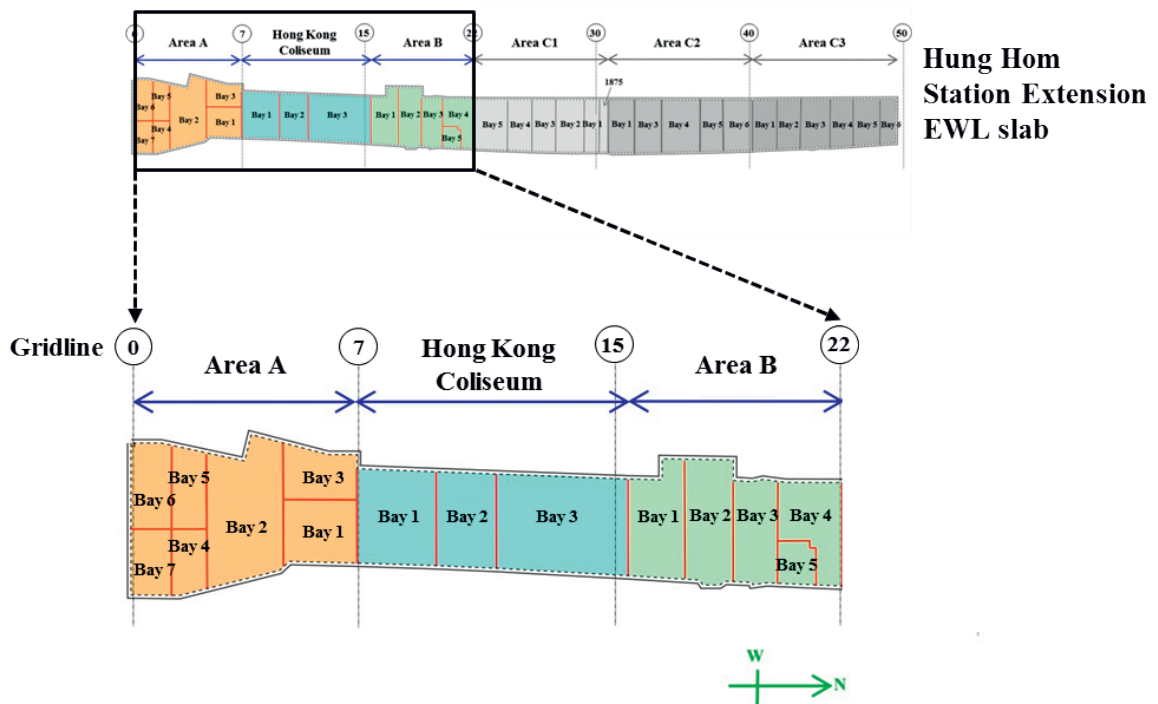 0
7
15
22
30
40
50
Area A
Hong Kong
Coliseum
Area B
Area C1
Area C2
Area C3
1875
Bay 5
Bay 6
Bay 4
Bay 7
Bay 2
Bay 3
Bay 1
Bay 1
Bay 2
Bay 3
Bay 1
Bay 2
Bay 3
Bay 4
Bay 5
Bay 5
Bay 4
Bay 3
Bay 2
Bay 1
Bay 1
Bay 3
Bay 4
Bay 5
Bay 6
Bay 1
Bay 2
Bay 3
Bay 4
Bay 5
Bay 6
Hung Hom
Station Extension
EWL slab
Gridline
0
7
15
22
Area A
Hong Kong
Coliseum
Area B
Bay 5
Bay 6
Bay 4
Bay 7
Bay 2
Bay 3
Bay 1
Bay 1
Bay 2
Bay 3
Bay 1
Bay 2
Bay 3
Bay 4
Bay 5
W
N